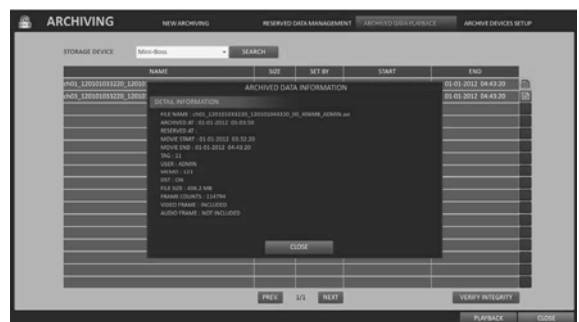 ARCHIVING
NEW ARCHIVING
RESERVED DATA MANAGEMENT
ARCHIVED DATA PLAYBACK
ARCHIVE DEVICES SETUP
STORAGE DEVICE
Mini-Boss
SEARCH
NAME SIZE SET BY START END
ch01_120101033220_12010 01-01-2012 04:43:20
ch03_120101033220_12010 01-01-2012 04:43:20
ARCHIVED DATA INFORMATION
DETAIL INFORMATION
ARCHIVED AT : 01-01-2012 05:03:50
RESERVED AT :
MOVIE START : 01-01-2012 03:32:20
MOVIE END : 01-01-2012 04:43:20
TAG : 11
USER : ADMIN
MEMO : 123
DST : ON
FILE SIZE : 498.2 MB
FRAME COUNTS : 114794
VIDEO FRAME : INCLUDED
AUDIO FRAME : NOT INCLUDED
CLOSE
PREV. 1/1 NEXT
VERIFY INTEGRITY
PLAYBACK CLOSE